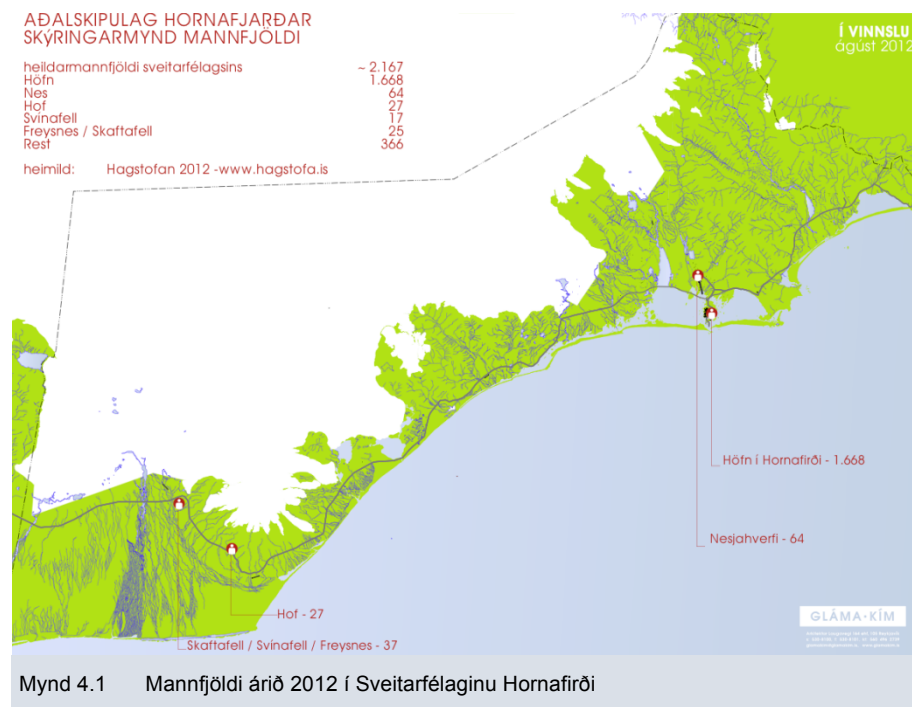 AÐALSKIPULAG HORNAFJARÐAR
SKÝRINGARMYND MANNFJÖLDI
heildarmannfjöldi sveitarfélagsins ~ 2.167
Höfn 1.668
Nes 64
Hof 27
Svínafell 17
Freysnes / Skaftafell 25
Rest 366
heimild: Hagstofan 2012 -www.hagstofa.is
Í VINNSLU
ágúst 2012
Höfn í Hornafirði - 1.668
Nesjahverfi - 64
Hof - 27
Skaftafell / Svínafell / Freysnes - 37
GLÁMA•KÍM
Mynd 4.1 Mannfjöldi árið 2012 í Sveitarfélaginu Hornafirði